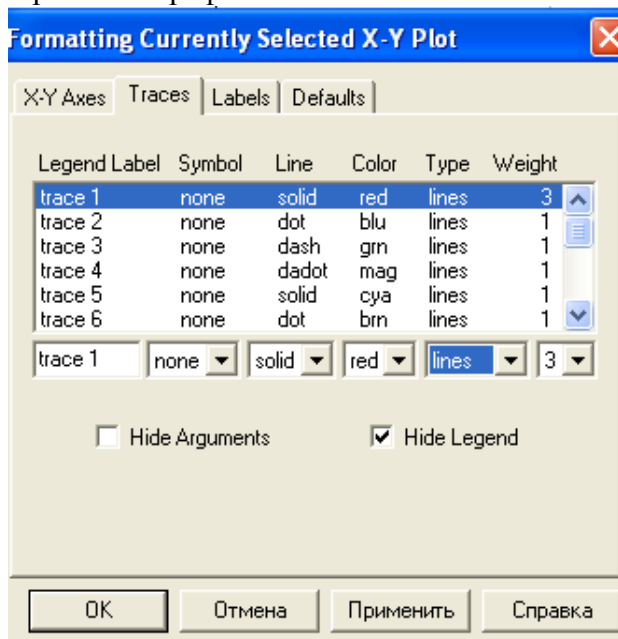 Formatting Currently Selected X-Y Plot
X-Y Axes Traces Labels Defaults
Legend Label Symbol Line Color Type Weight
trace 1 none solid red lines 3
trace 2 none dot blu lines 1
trace 3 none dash grn lines 1
trace 4 none dadot mag lines 1
trace 5 none solid cya lines 1
trace 6 none dot brn lines 1
trace 1 none solid red lines 3
Hide Arguments Hide Legend
OK Отмена Применить Справка